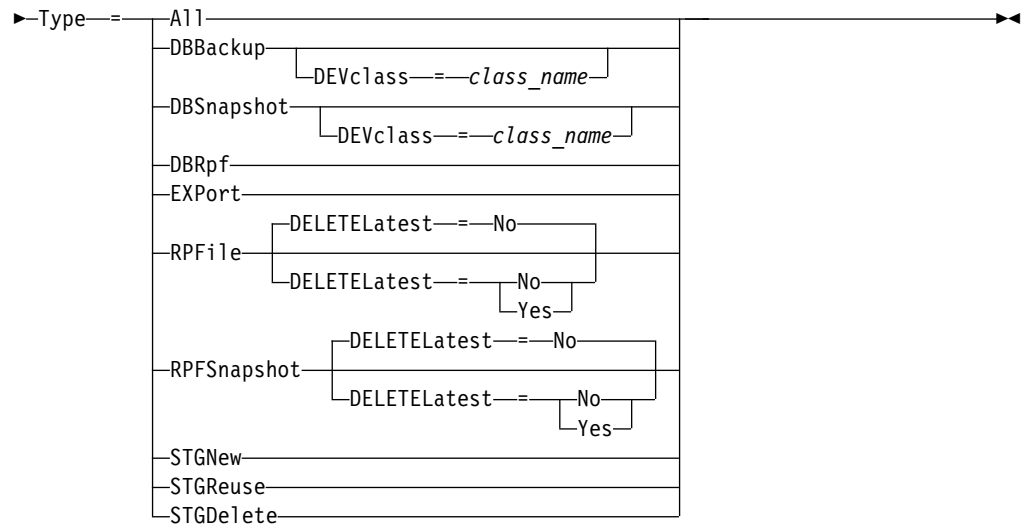 Type = All
DBBackup
DEVclass = class_name
DBSnapshot
DEVclass = class_name
DBRpf
EXPort
DELETELatest = No
RPFile
DELETELatest = No
Yes
DELETELatest = No
RPFSnapshot
DELETELatest = No
Yes
STGNew
STGReuse
STGDelete